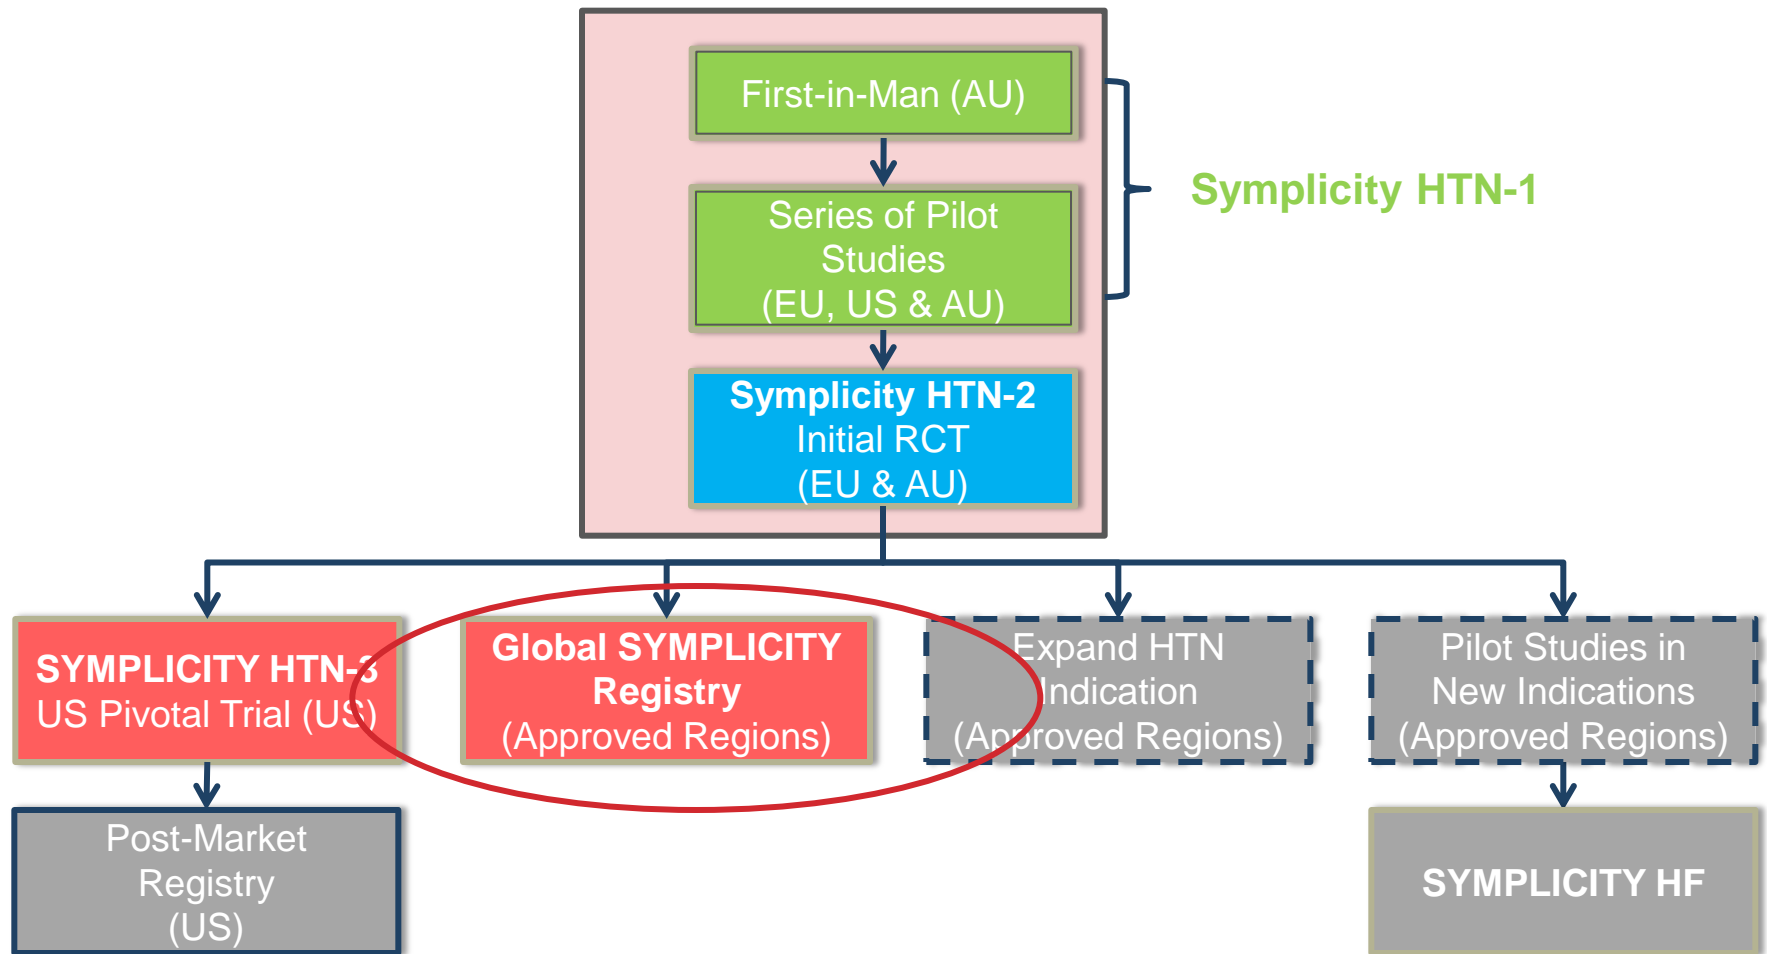 First-in-Man (AU)
Series of Pilot
Studies
(EU, US & AU)
Symplicity HTN-1
Symplicity HTN-2
Initial RCT
(EU & AU)
SYMPLICITY HTN-3
US Pivotal Trial (US)
Global SYMPLICITY
Registry
(Approved Regions)
Expand HTN
Indication
(Approved Regions)
Pilot Studies in
New Indications
(Approved Regions)
Post-Market
Registry
(US)
SYMPLICITY HF